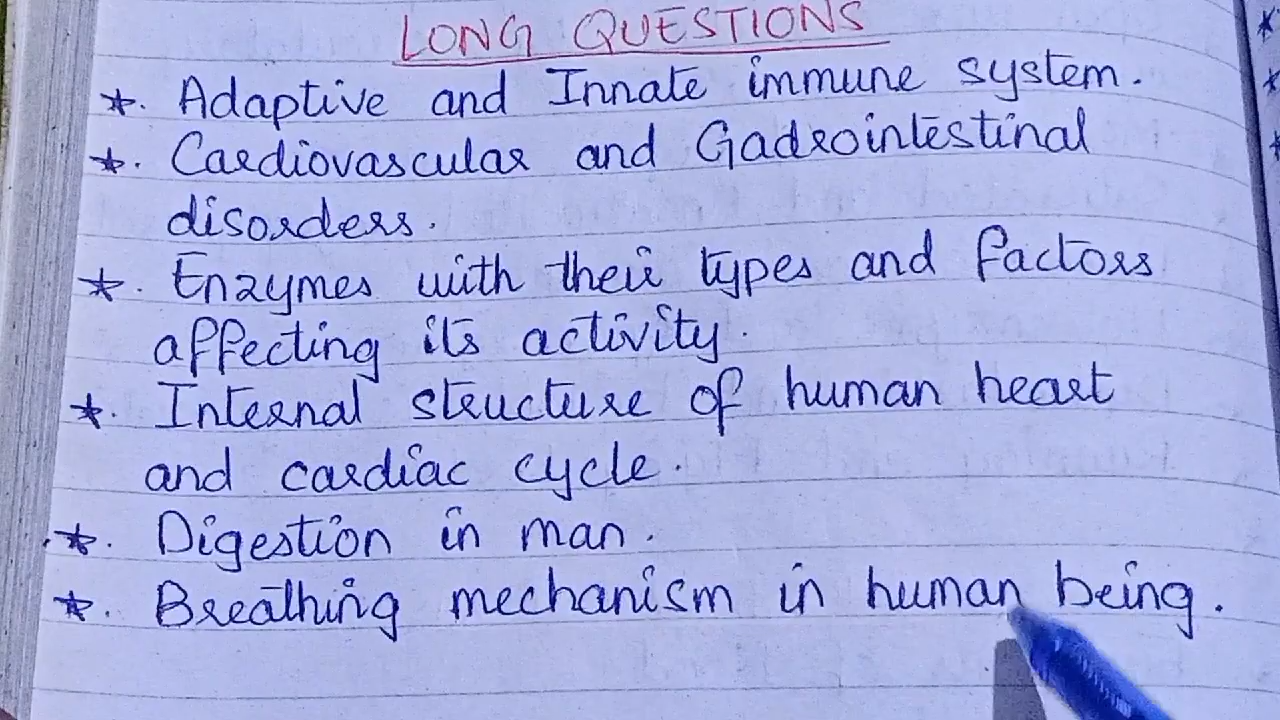 LONG QUESTIONS
*. Adaptive and Innate immune system.
*. Cardiovascular and Gadrointestinal
disorders.
*. Enzymes with their types and factors
affecting its activity.
*. Internal structure of human heart
and cardiac cycle.
*. Digestion in man.
*. Breathing mechanism in human being.